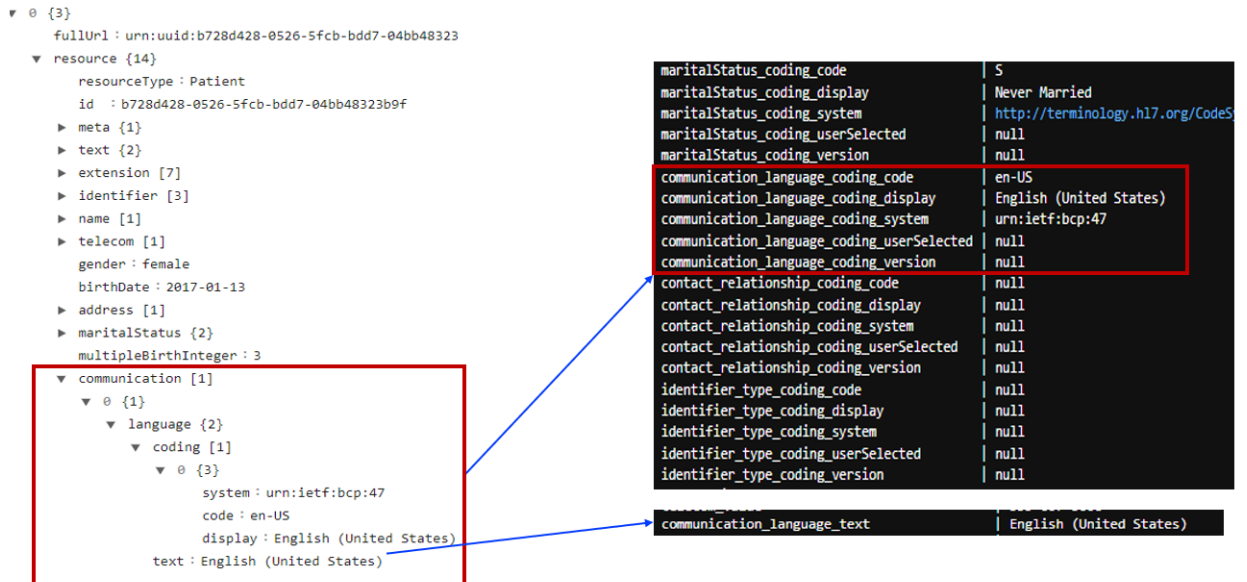 0 {3}
fullUrl : urn:uuid:b728d428-0526-5fcb-bdd7-04bb48323
resource {14}
resourceType : Patient
id : b728d428-0526-5fcb-bdd7-04bb48323b9f
meta {1}
text {2}
extension [7]
identifier [3]
name [1]
telecom [1]
gender : female
birthDate : 2017-01-13
address [1]
maritalStatus {2}
multipleBirthInteger : 3
communication [1]
0 {1}
language {2}
coding [1]
0 {3}
system : urn:ietf:bcp:47
code : en-US
display : English (United States)
text : English (United States)
maritalStatus_coding_code | S
maritalStatus_coding_display | Never Married
maritalStatus_coding_system | http://terminology.hl7.org/CodeSy
maritalStatus_coding_userSelected | null
maritalStatus_coding_version | null
communication_language_coding_code | en-US
communication_language_coding_display | English (United States)
communication_language_coding_system | urn:ietf:bcp:47
communication_language_coding_userSelected | null
communication_language_coding_version | null
contact_relationship_coding_code | null
contact_relationship_coding_display | null
contact_relationship_coding_system | null
contact_relationship_coding_userSelected | null
contact_relationship_coding_version | null
identifier_type_coding_code | null
identifier_type_coding_display | null
identifier_type_coding_system | null
identifier_type_coding_userSelected | null
identifier_type_coding_version | null
communication_language_text | English (United States)